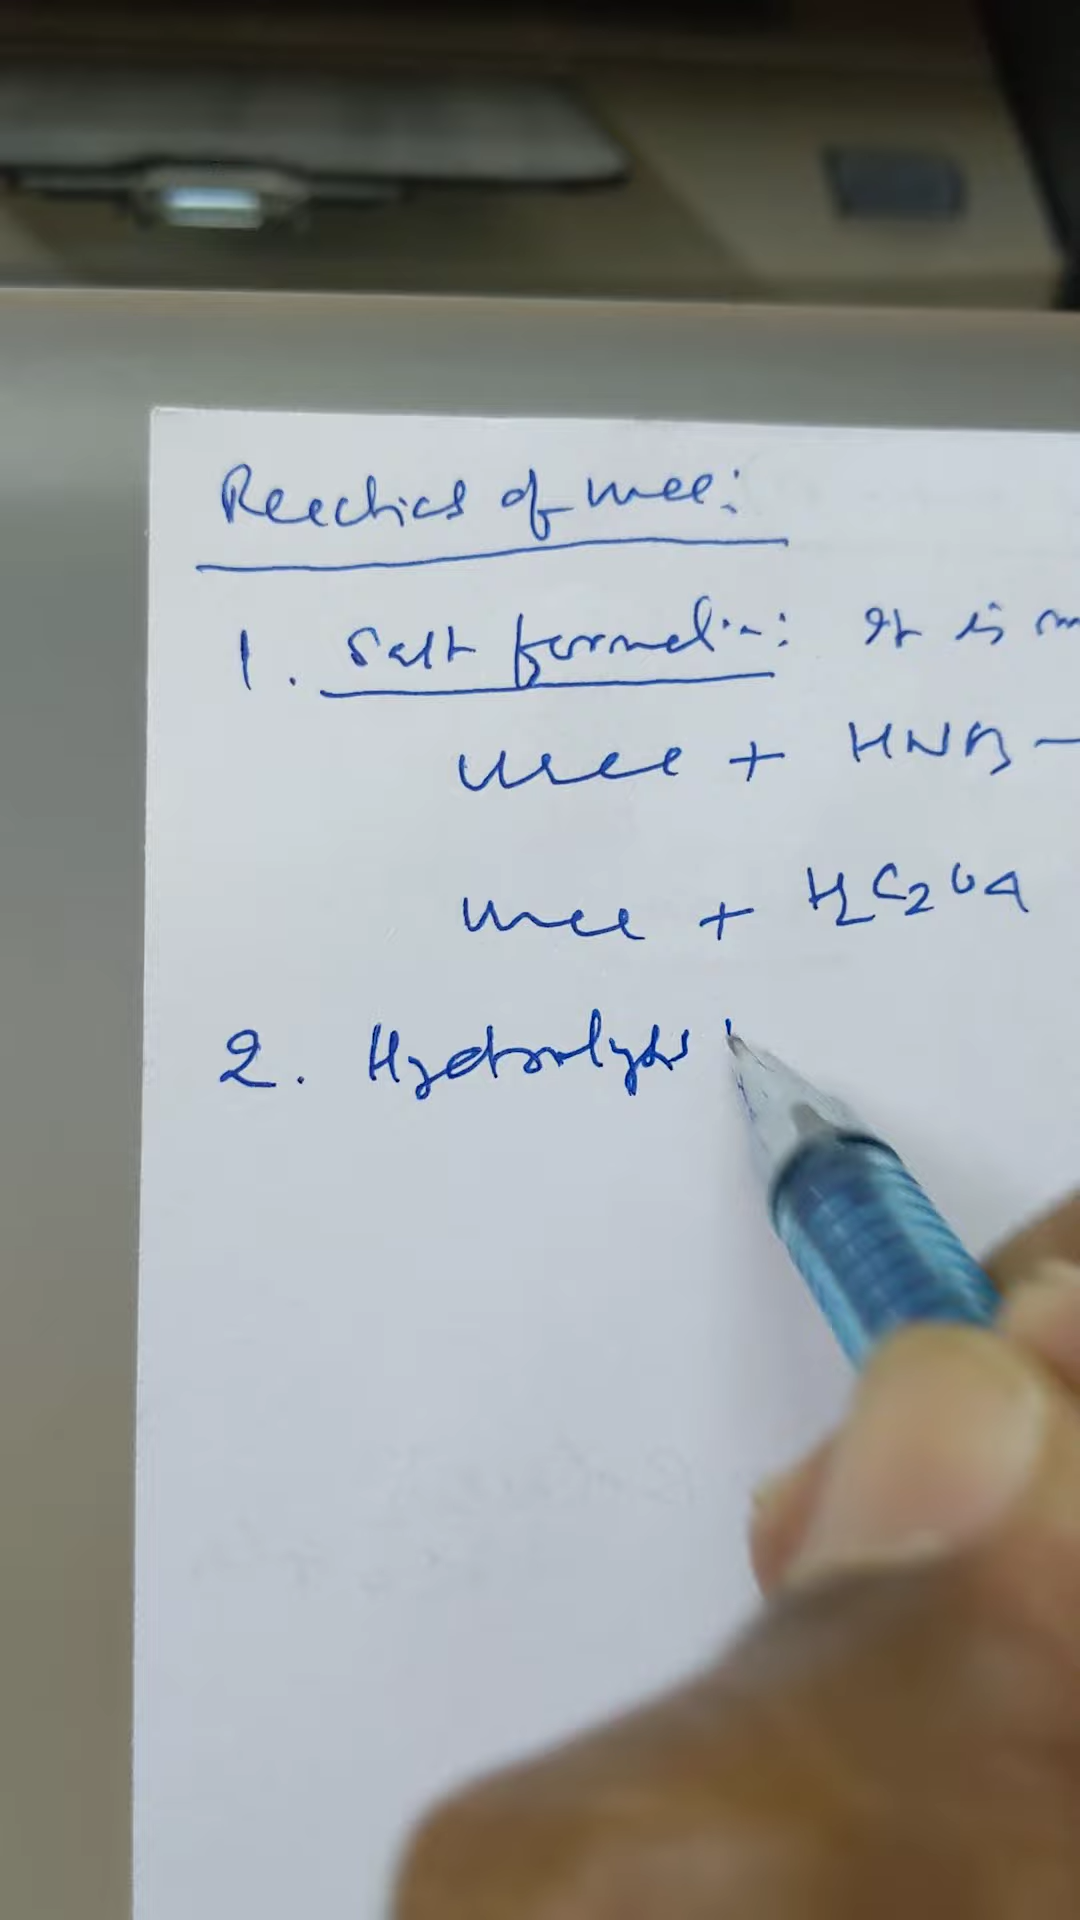 Reactions of urea:
1. Salt formation: It is m
Urea + HNO3 —
Urea + H2C2O4
2. Hydrolysis